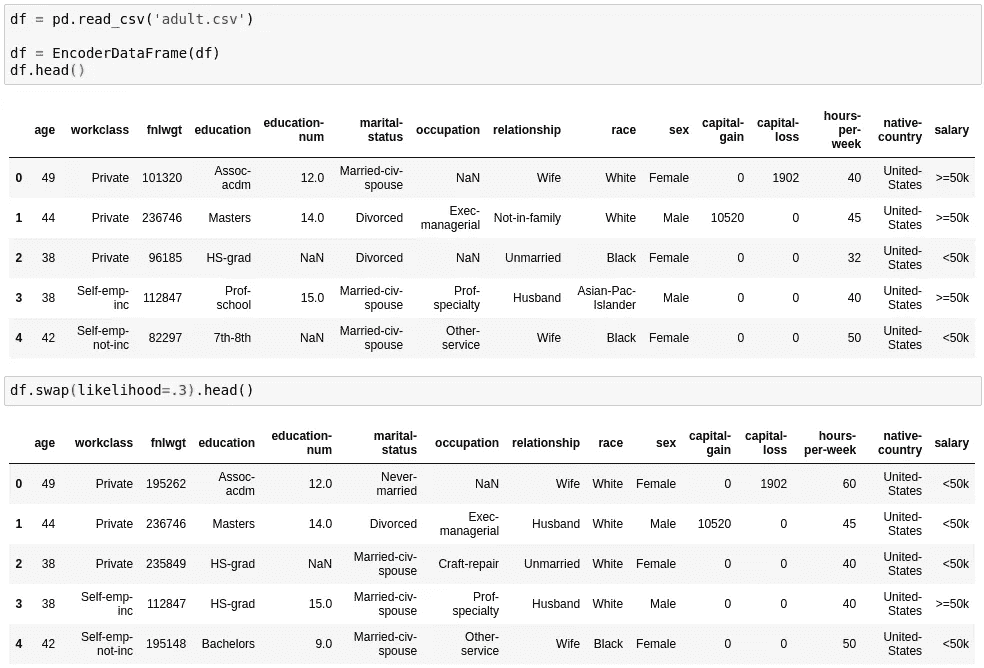 df = pd.read_csv('adult.csv')
df = EncoderDataFrame(df)
df.head()
age workclass fnlwgt education education-num marital-status occupation relationship race sex capital-gain capital-loss hours-per-week native-country salary
0 49 Private 101320 Assoc-acdm 12.0 Married-civ-spouse NaN Wife White Female 0 1902 40 United-States >=50k
1 44 Private 236746 Masters 14.0 Divorced Exec-managerial Not-in-family White Male 10520 0 45 United-States >=50k
2 38 Private 96185 HS-grad NaN Divorced NaN Unmarried Black Female 0 0 32 United-States <50k
3 38 Self-emp-inc 112847 Prof-school 15.0 Married-civ-spouse Prof-specialty Husband Asian-Pac-Islander Male 0 0 40 United-States >=50k
4 42 Self-emp-not-inc 82297 7th-8th NaN Married-civ-spouse Other-service Wife Black Female 0 0 50 United-States <50k
df.swap(likelihood=.3).head()
age workclass fnlwgt education education-num marital-status occupation relationship race sex capital-gain capital-loss hours-per-week native-country salary
0 49 Private 195262 Assoc-acdm 12.0 Never-married NaN Wife White Female 0 1902 60 United-States <50k
1 44 Private 236746 Masters 14.0 Divorced Exec-managerial Husband White Male 10520 0 45 United-States <50k
2 38 Private 235849 HS-grad NaN Married-civ-spouse Craft-repair Unmarried White Female 0 0 40 United-States <50k
3 38 Self-emp-inc 112847 HS-grad 15.0 Married-civ-spouse Prof-specialty Husband White Male 0 0 40 United-States >=50k
4 42 Self-emp-not-inc 195148 Bachelors 9.0 Married-civ-spouse Other-service Wife Black Female 0 0 50 United-States <50k